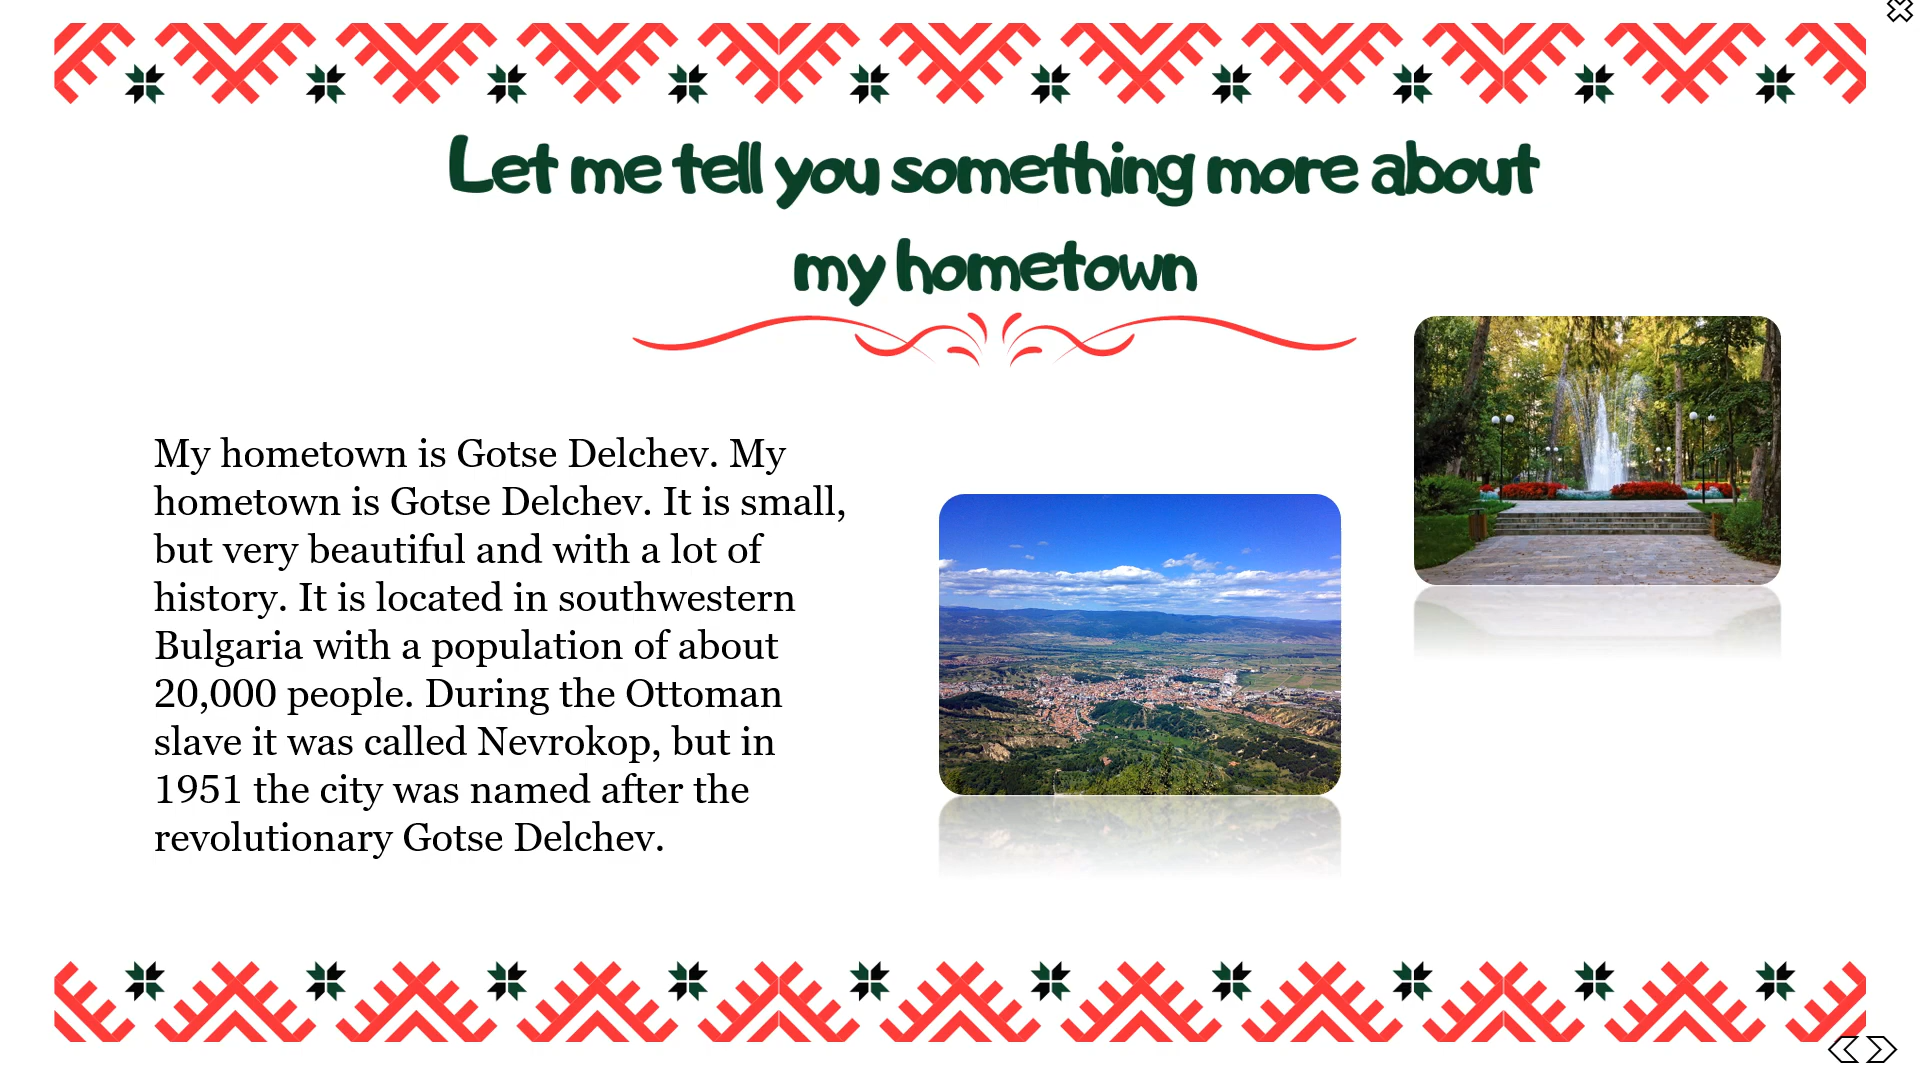 Let me tell you something more about
my hometown
My hometown is Gotse Delchev. My
hometown is Gotse Delchev. It is small,
but very beautiful and with a lot of
history. It is located in southwestern
Bulgaria with a population of about
20,000 people. During the Ottoman
slave it was called Nevrokop, but in
1951 the city was named after the
revolutionary Gotse Delchev.